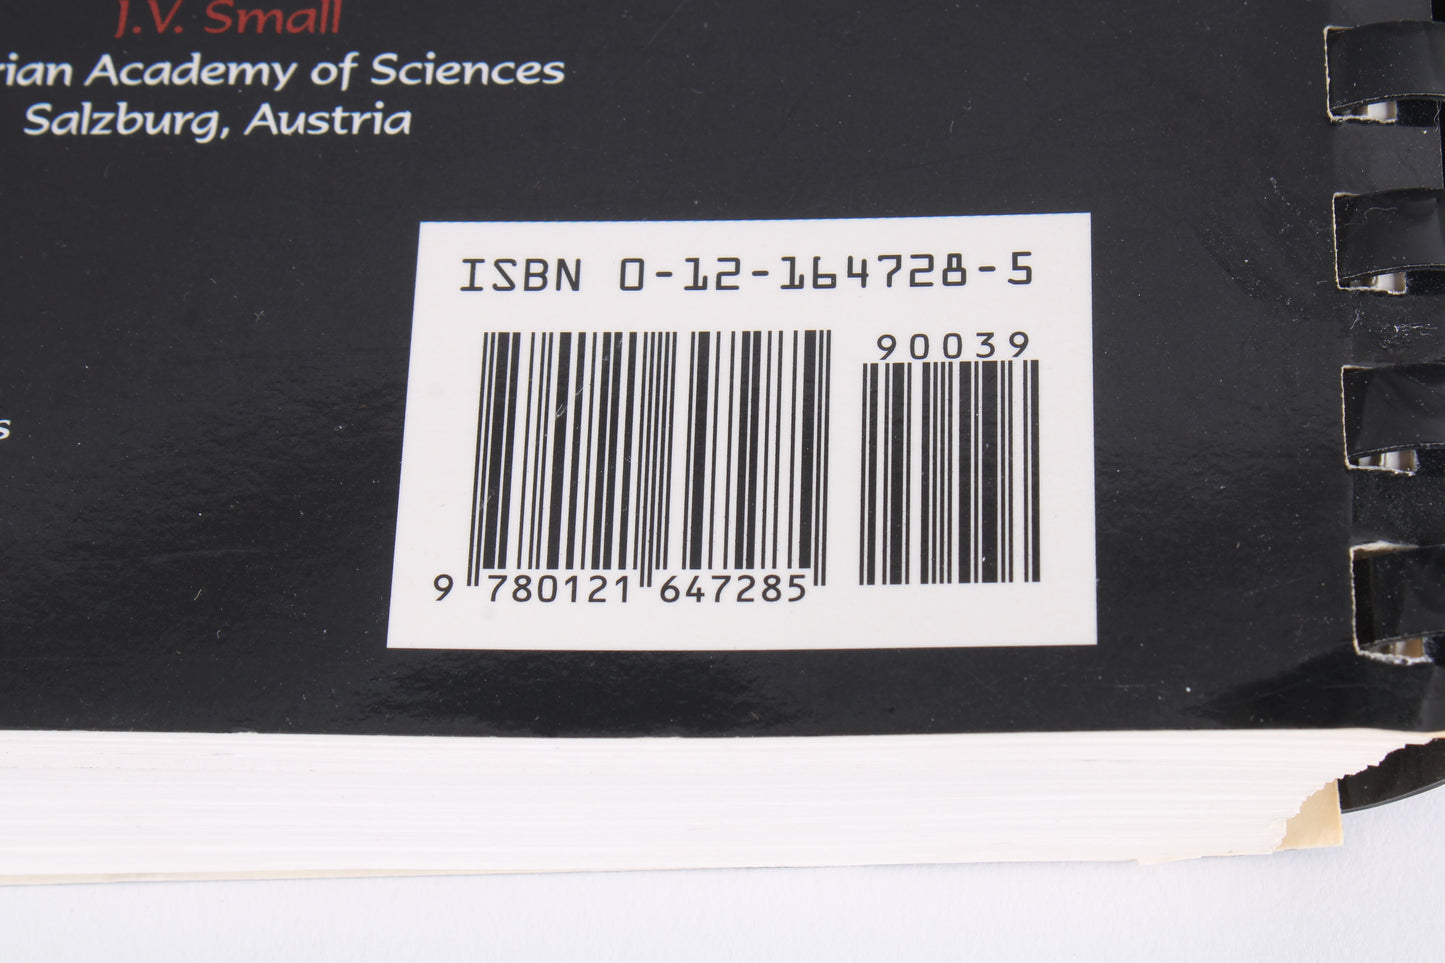 J.V. Small
rian Academy of Sciences
Salzburg, Austria
s
ISBN 0-12-164728-5
90039
9 780121 647285